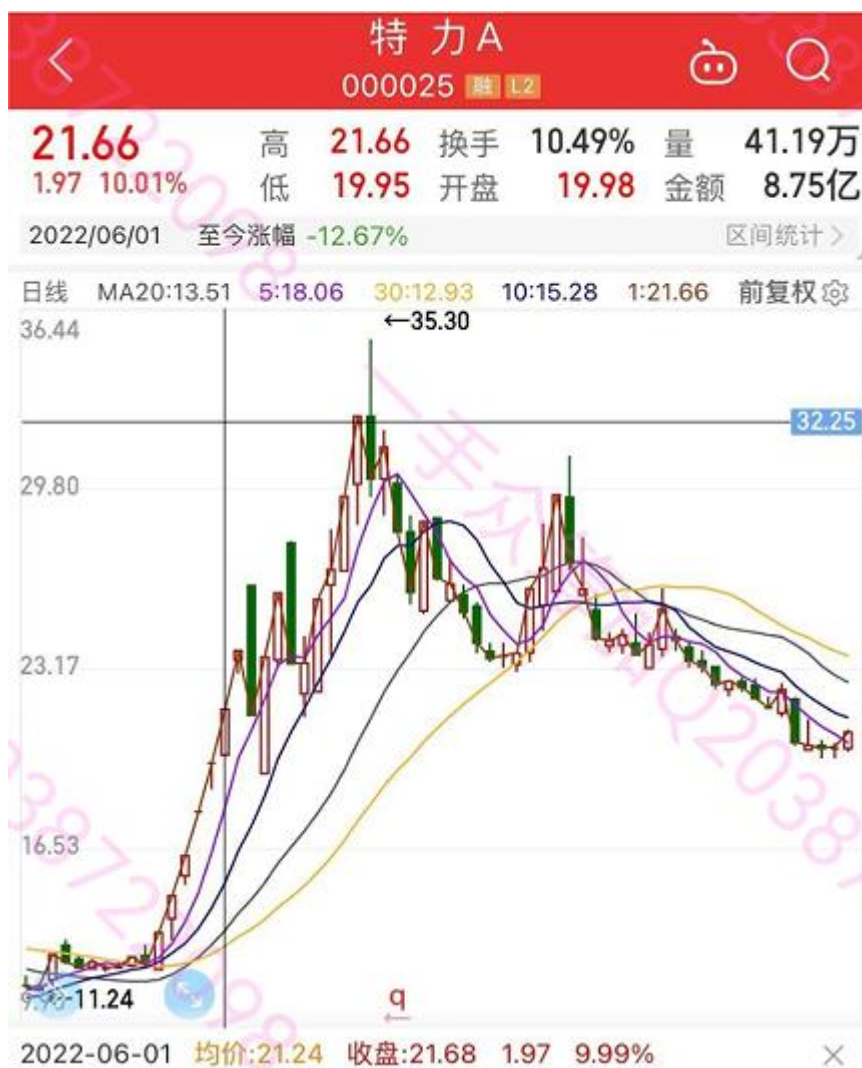 特 力A
000025 融 L2
21.66 高 21.66 换手 10.49% 量 41.19万
1.97 10.01% 低 19.95 开盘 19.98 金额 8.75亿
2022/06/01 至今涨幅 -12.67% 区间统计
日线 MA20:13.51 5:18.06 30:12.93 10:15.28 1:21.66 前复权
36.44
←35.30
32.25
29.80
23.17
16.53
11.24
q
2022-06-01 均价:21.24 收盘:21.68 1.97 9.99%